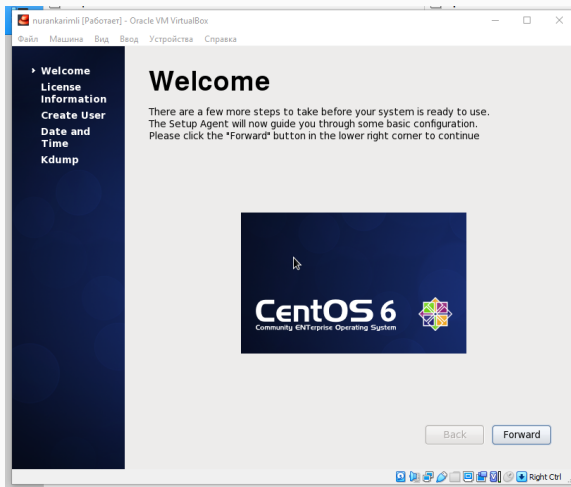 nurankarimli [Работает] - Oracle VM VirtualBox
Файл Машина Вид Ввод Устройства Справка
Welcome
License
Information
Create User
Date and
Time
Kdump
Welcome
There are a few more steps to take before your system is ready to use.
The Setup Agent will now guide you through some basic configuration.
Please click the "Forward" button in the lower right corner to continue
CentOS 6
Community ENTerprise Operating System
Back
Forward
Right Ctrl